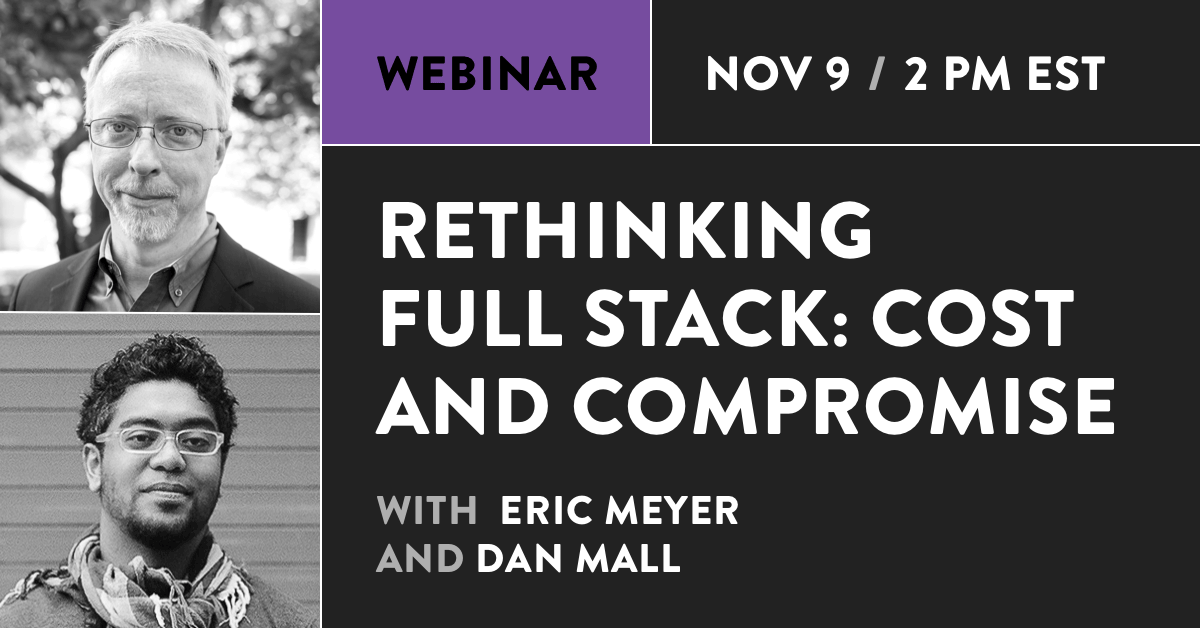 WEBINAR
NOV 9 / 2 PM EST
RETHINKING
FULL STACK: COST
AND COMPROMISE
WITH ERIC MEYER
AND DAN MALL